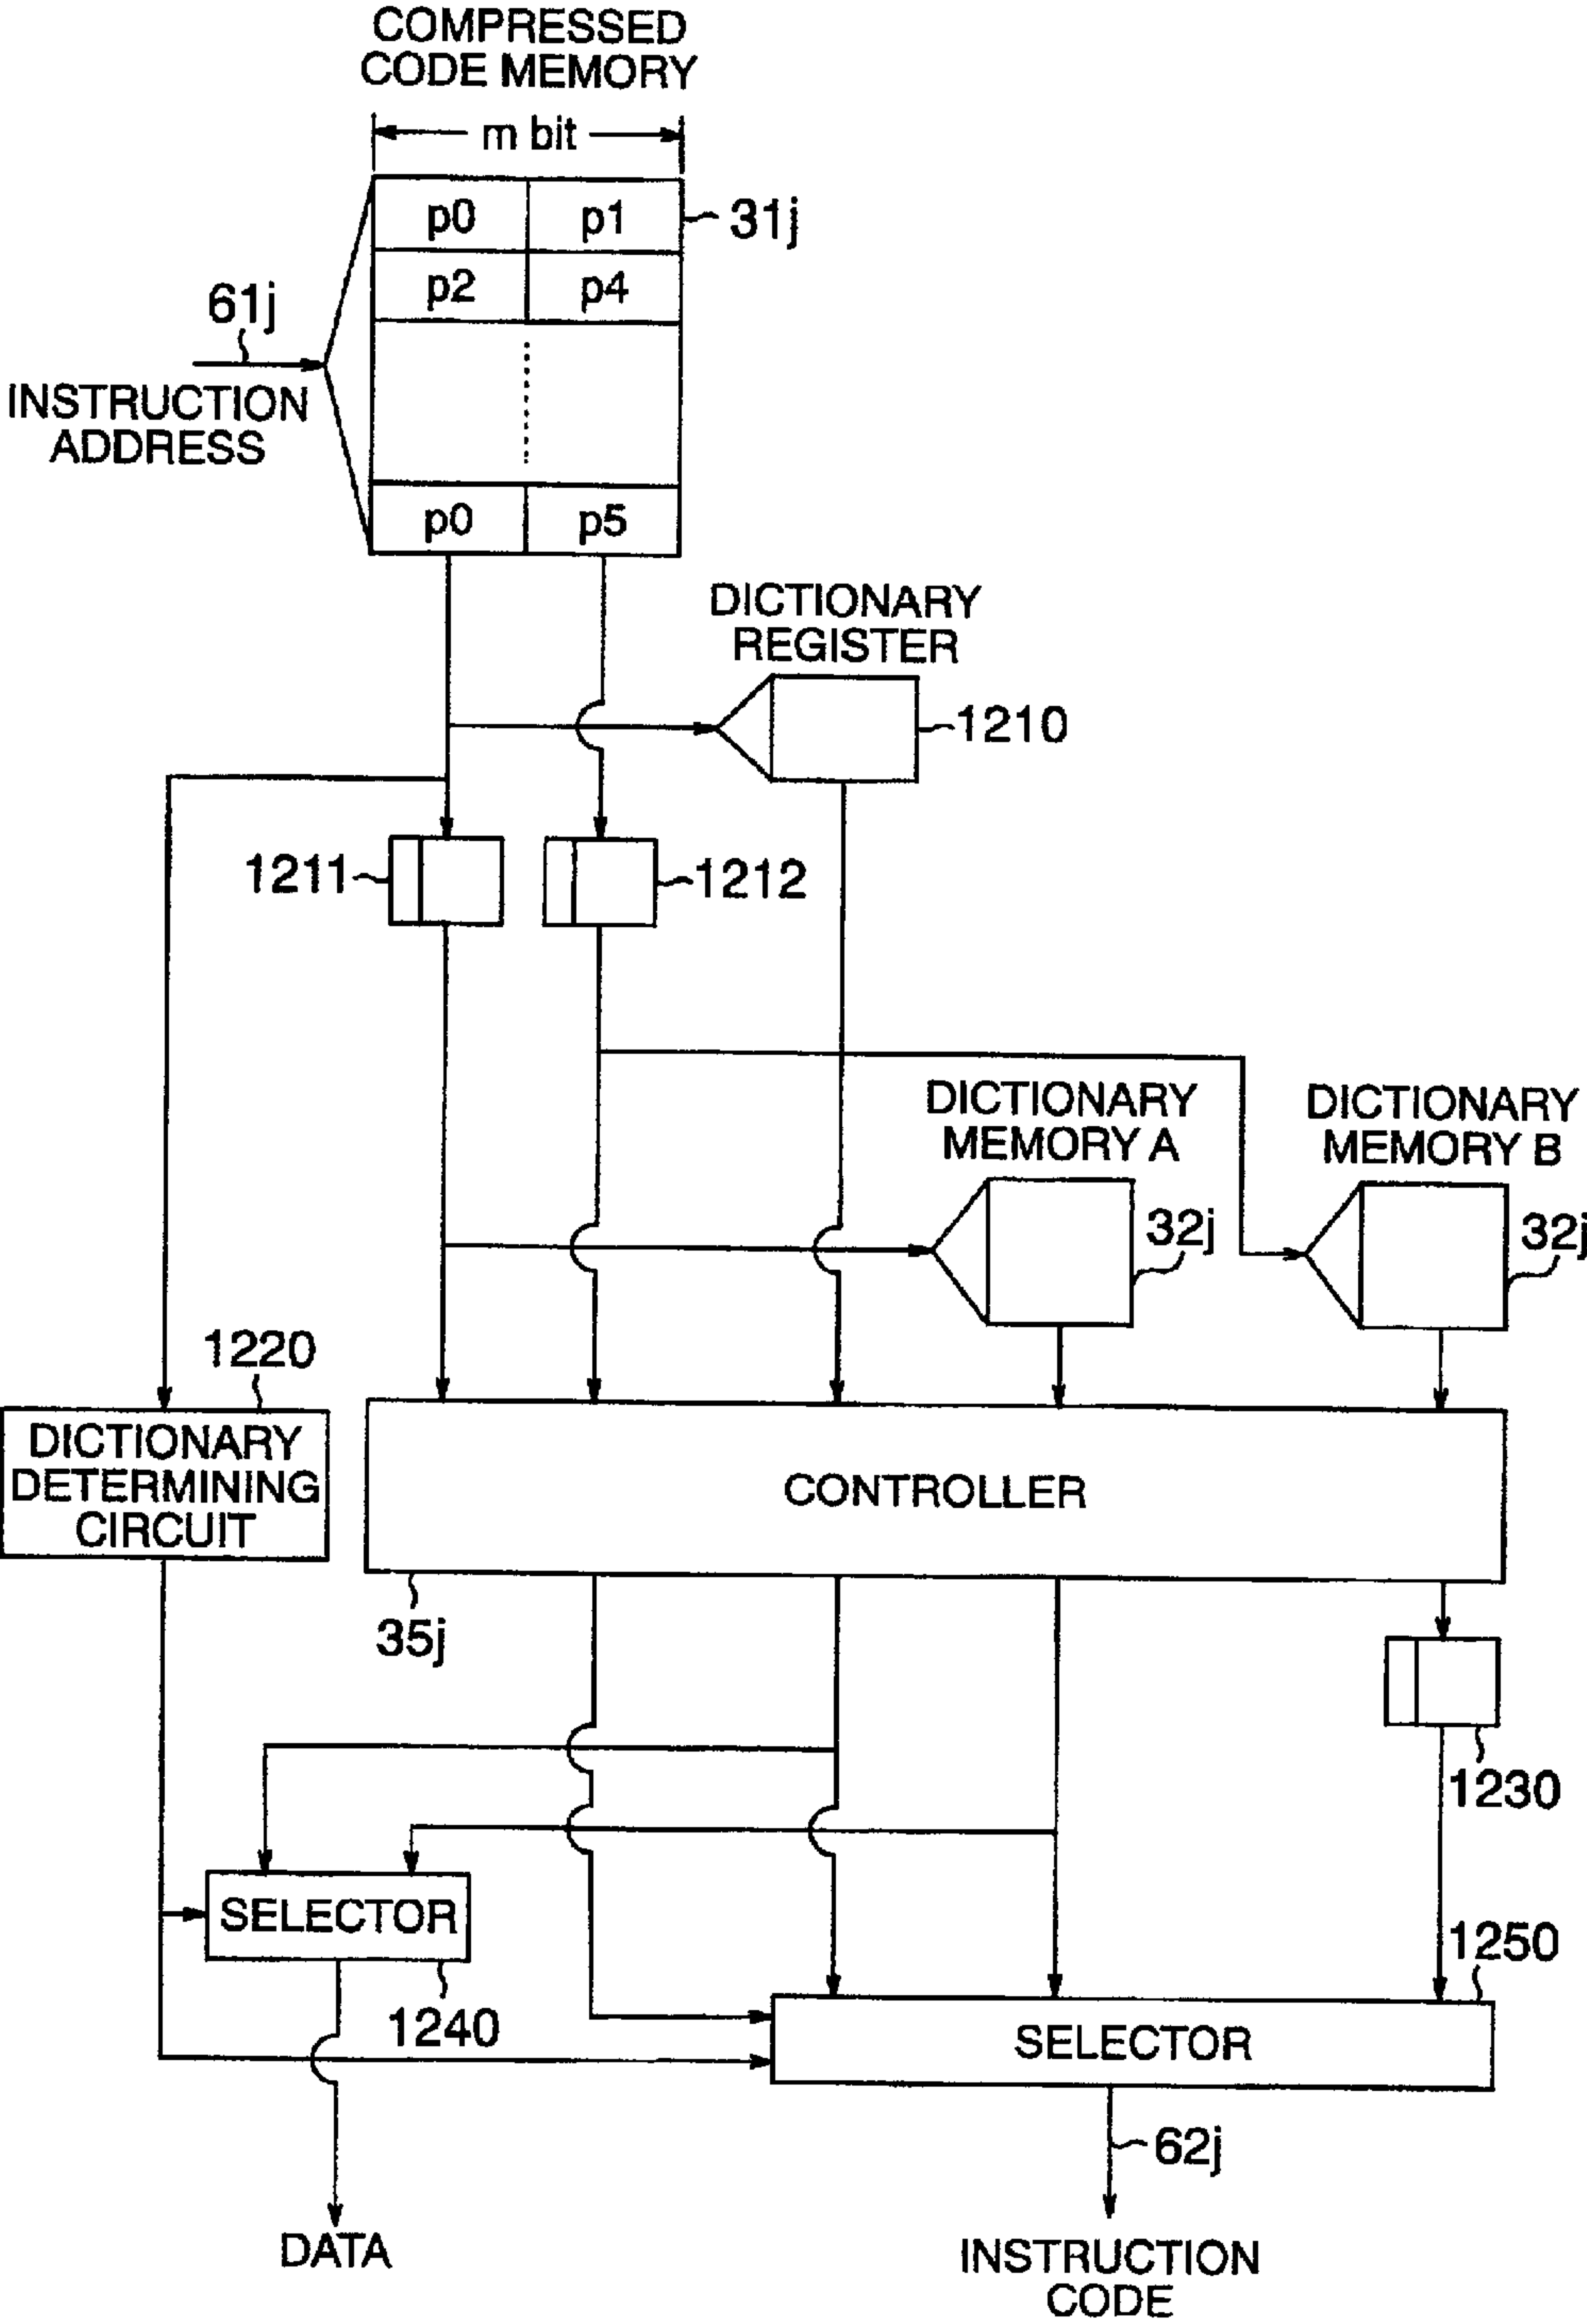 COMPRESSED
CODE MEMORY
m bit
p0 p1
31j
p2 p4
61j
INSTRUCTION
ADDRESS
p0 p5
DICTIONARY
REGISTER
1210
1211
1212
DICTIONARY
MEMORY A
DICTIONARY
MEMORY B
32j
32j
1220
DICTIONARY
DETERMINING
CIRCUIT
CONTROLLER
35j
1230
SELECTOR
1250
1240
SELECTOR
62j
DATA
INSTRUCTION
CODE